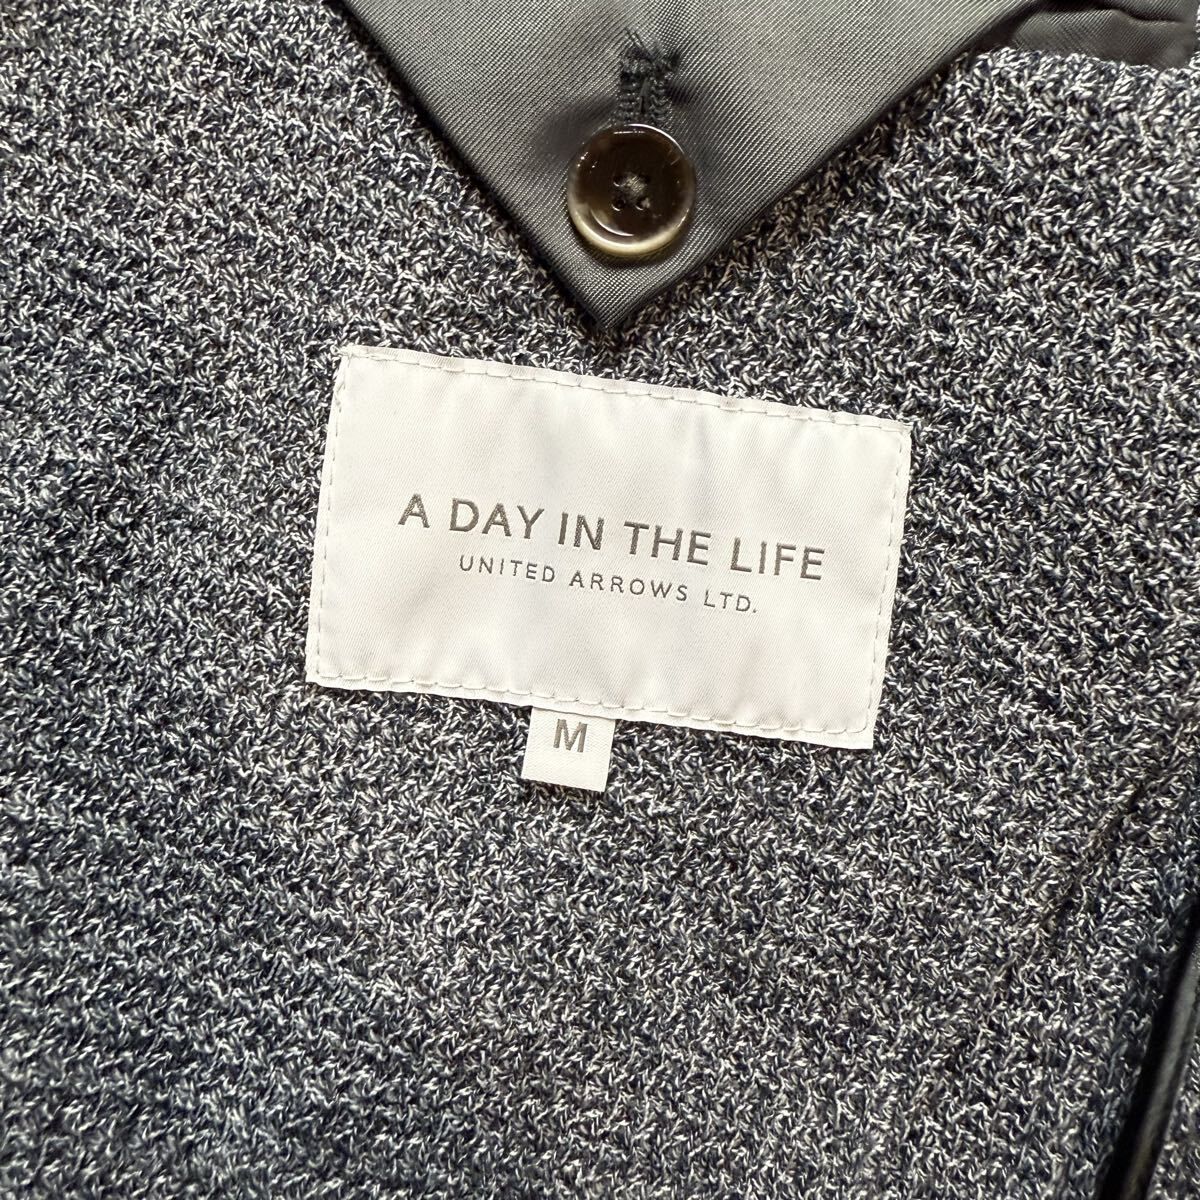 A DAY IN THE LIFE
UNITED ARROWS LTD.
M